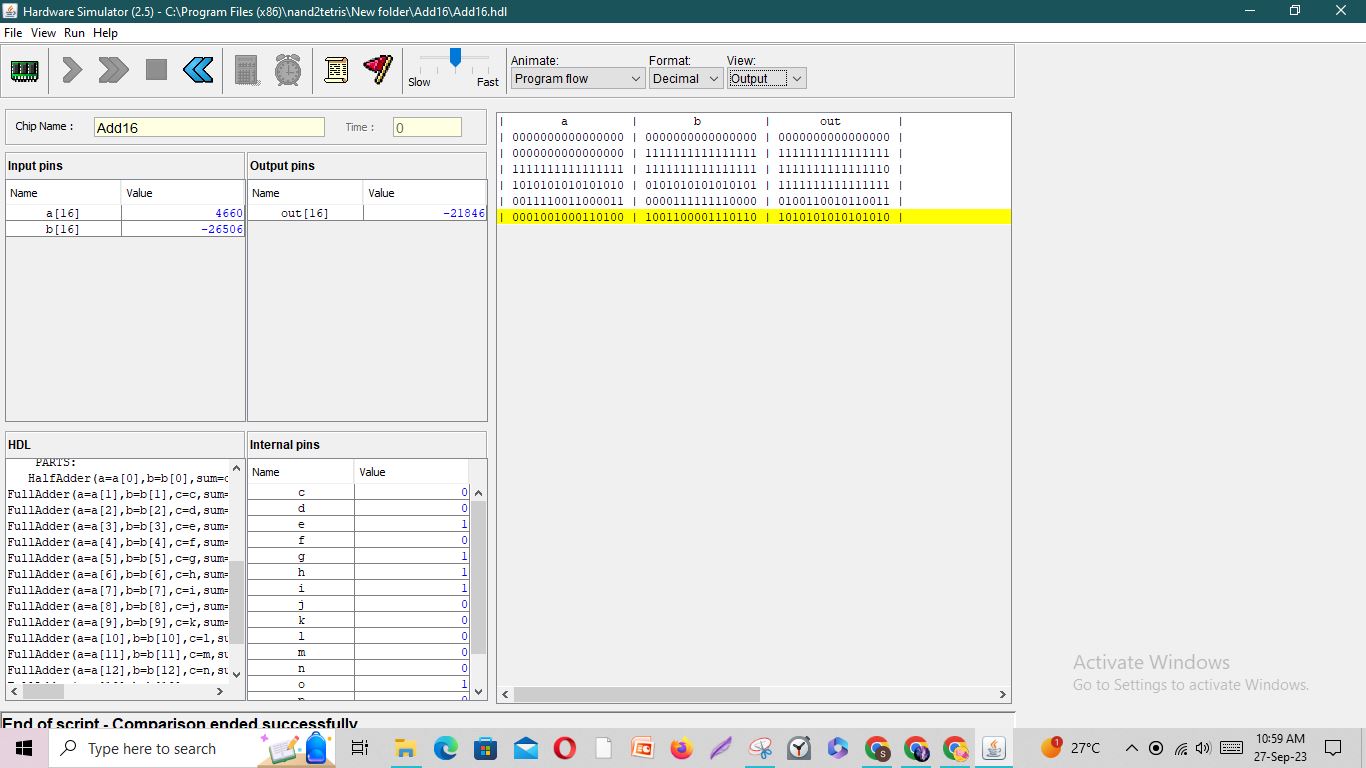 Hardware Simulator (2.5) - C:\Program Files (x86)\nand2tetris\New folder\Add16\Add16.hdl
File View Run Help
Slow Fast
Animate: Format: View:
Program flow Decimal Output
Chip Name : Add16 Time : 0
Input pins
Name Value
a[16] 4660
b[16] -26506
Output pins
Name Value
out[16] -21846
| a | b | out |
| 0000000000000000 | 0000000000000000 | 0000000000000000 |
| 0000000000000000 | 1111111111111111 | 1111111111111111 |
| 1111111111111111 | 1111111111111111 | 1111111111111110 |
| 1010101010101010 | 0101010101010101 | 1111111111111111 |
| 0011110011000011 | 0000111111110000 | 0100110010110011 |
| 0001001000110100 | 1001100001110110 | 1010101010101010 |
HDL
PARTS:
HalfAdder(a=a[0],b=b[0],sum=
FullAdder(a=a[1],b=b[1],c=c,sum=
FullAdder(a=a[2],b=b[2],c=d,sum=
FullAdder(a=a[3],b=b[3],c=e,sum=
FullAdder(a=a[4],b=b[4],c=f,sum=
FullAdder(a=a[5],b=b[5],c=g,sum=
FullAdder(a=a[6],b=b[6],c=h,sum=
FullAdder(a=a[7],b=b[7],c=i,sum=
FullAdder(a=a[8],b=b[8],c=j,sum=
FullAdder(a=a[9],b=b[9],c=k,sum=
FullAdder(a=a[10],b=b[10],c=l,su
FullAdder(a=a[11],b=b[11],c=m,su
FullAdder(a=a[12],b=b[12],c=n,su
Internal pins
Name Value
c 0
d 0
e 1
f 0
g 1
h 1
i 1
j 0
k 0
l 0
m 0
n 0
o 1
Activate Windows
Go to Settings to activate Windows.
End of script - Comparison ended successfully
Type here to search
1 27°C
10:59 AM
27-Sep-23